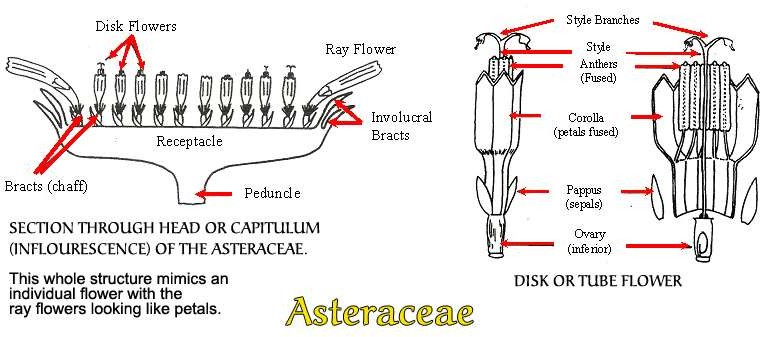 Disk Flowers
Ray Flower
Involucral
Bracts
Receptacle
Bracts (chaff)
Peduncle
SECTION THROUGH HEAD OR CAPITULUM
(INFLOURESCENCE) OF THE ASTERACEAE.
This whole structure mimics an
individual flower with the
ray flowers looking like petals.
Style Branches
Style
Anthers
(Fused)
Corolla
(petals fused)
Pappus
(sepals)
Ovary
(inferior)
DISK OR TUBE FLOWER
Asteraceae